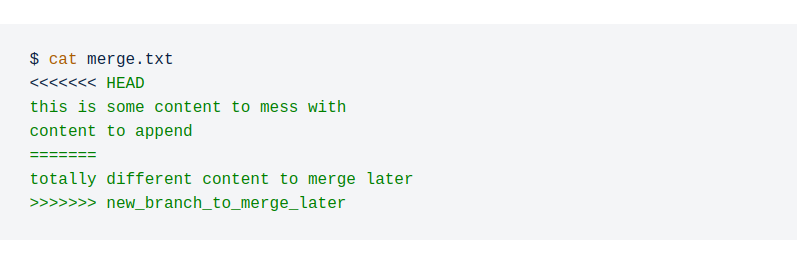 $ cat merge.txt
<<<<<<< HEAD
this is some content to mess with
content to append
=======
totally different content to merge later
>>>>>>> new_branch_to_merge_later